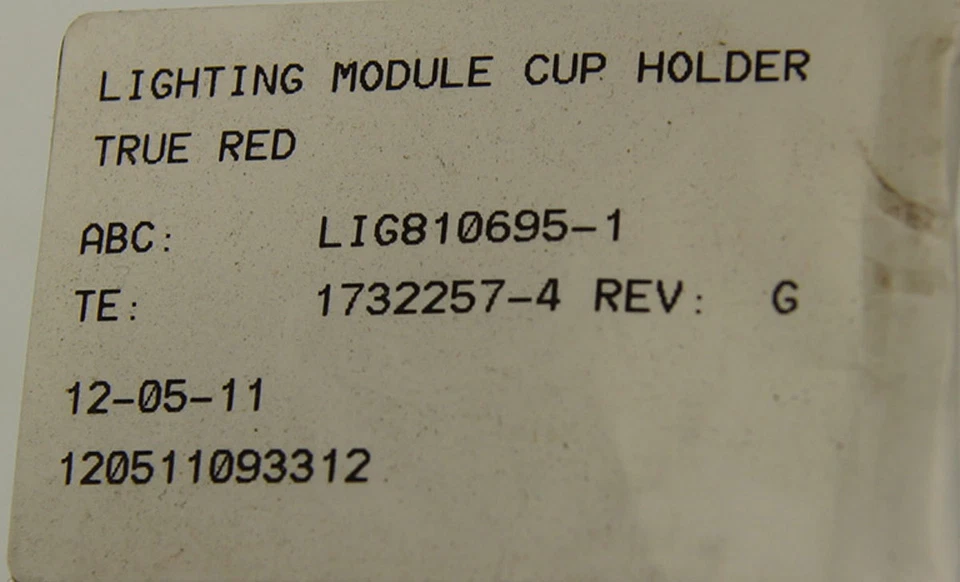 LIGHTING MODULE CUP HOLDER
TRUE RED
ABC: LIG810695-1
TE: 1732257-4 REV: G
12-05-11
120511093312